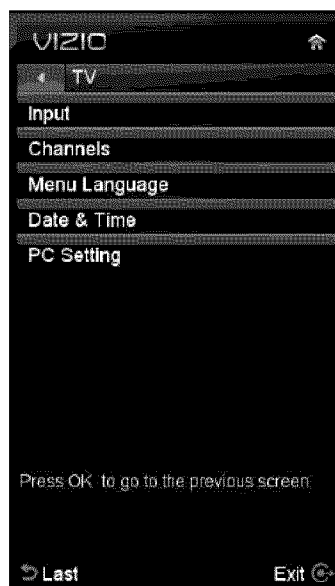 VIZIO
TV
Input
Channels
Menu Language
Date & Time
PC Setting
Press OK to go to the previous screen
Last Exit